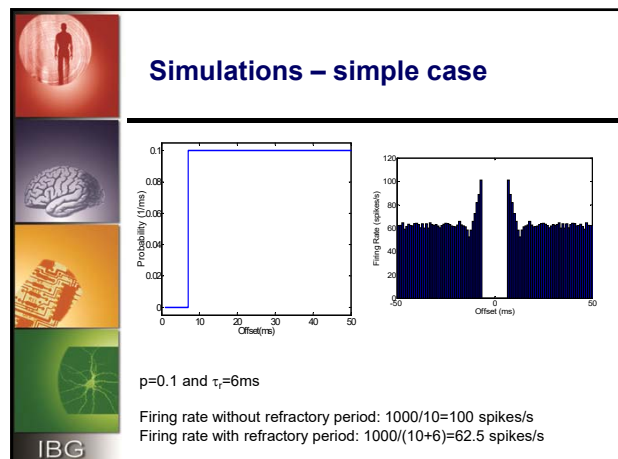 Simulations – simple case
0.1
0.08
0.06
0.04
0.02
0
Probability (1/ms)
10
20
30
40
50
Offset(ms)
120
100
80
60
40
20
0
Firing Rate (spikes/s)
-50
0
50
Offset (ms)
p=0.1 and τr=6ms
Firing rate without refractory period: 1000/10=100 spikes/s
Firing rate with refractory period: 1000/(10+6)=62.5 spikes/s
IBG